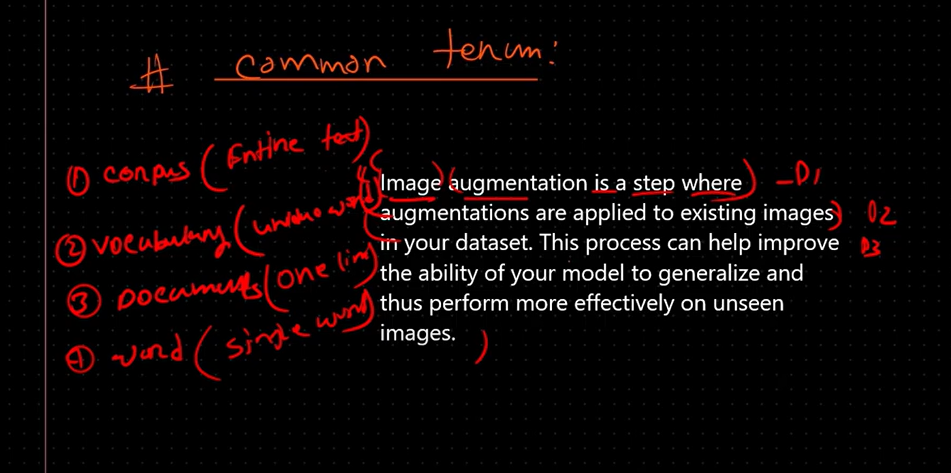 # common term:
① corpus (Entine text)
② vocabulary (unique word)
③ Documents (one line)
④ word (single word)
Image augmentation is a step where - D1
augmentations are applied to existing images D2
in your dataset. This process can help improve D3
the ability of your model to generalize and
thus perform more effectively on unseen
images.